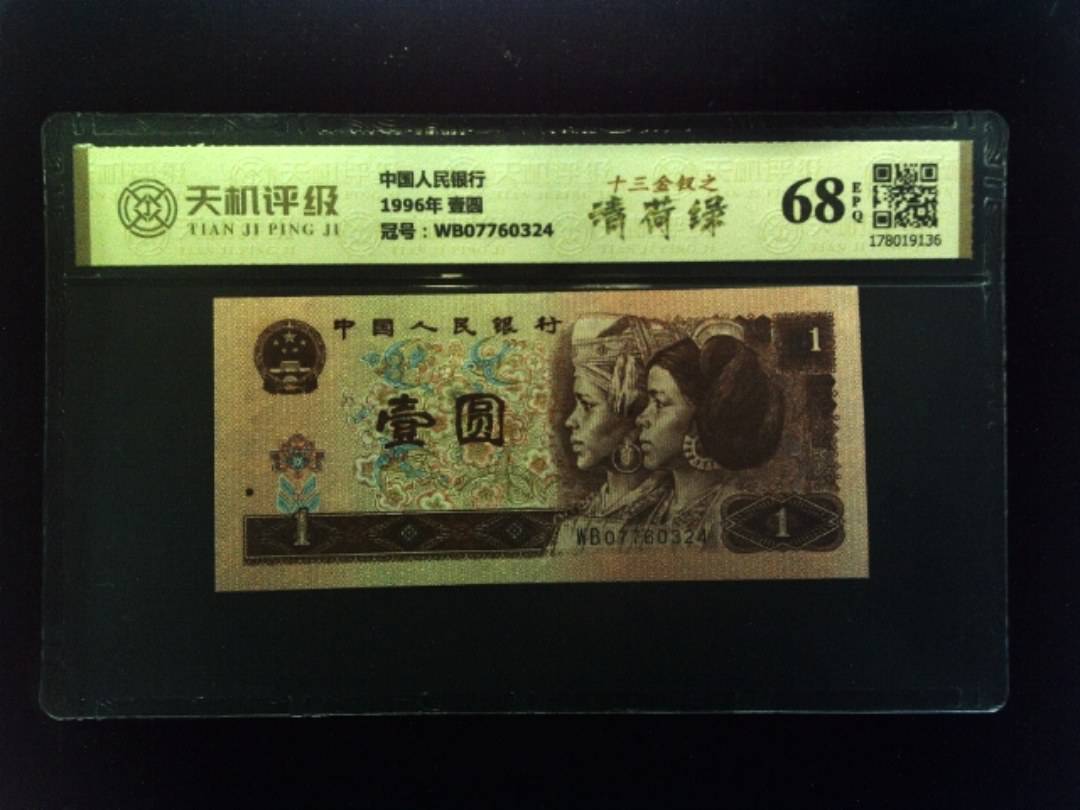 天机评级
TIAN JI PING JI
中国人民银行
1996年 壹圆
冠号：WB07760324
十三金钗之
清荷绿
68
EPQ
178019136
中国人民银行
1
壹圆
1
WB07760324
1